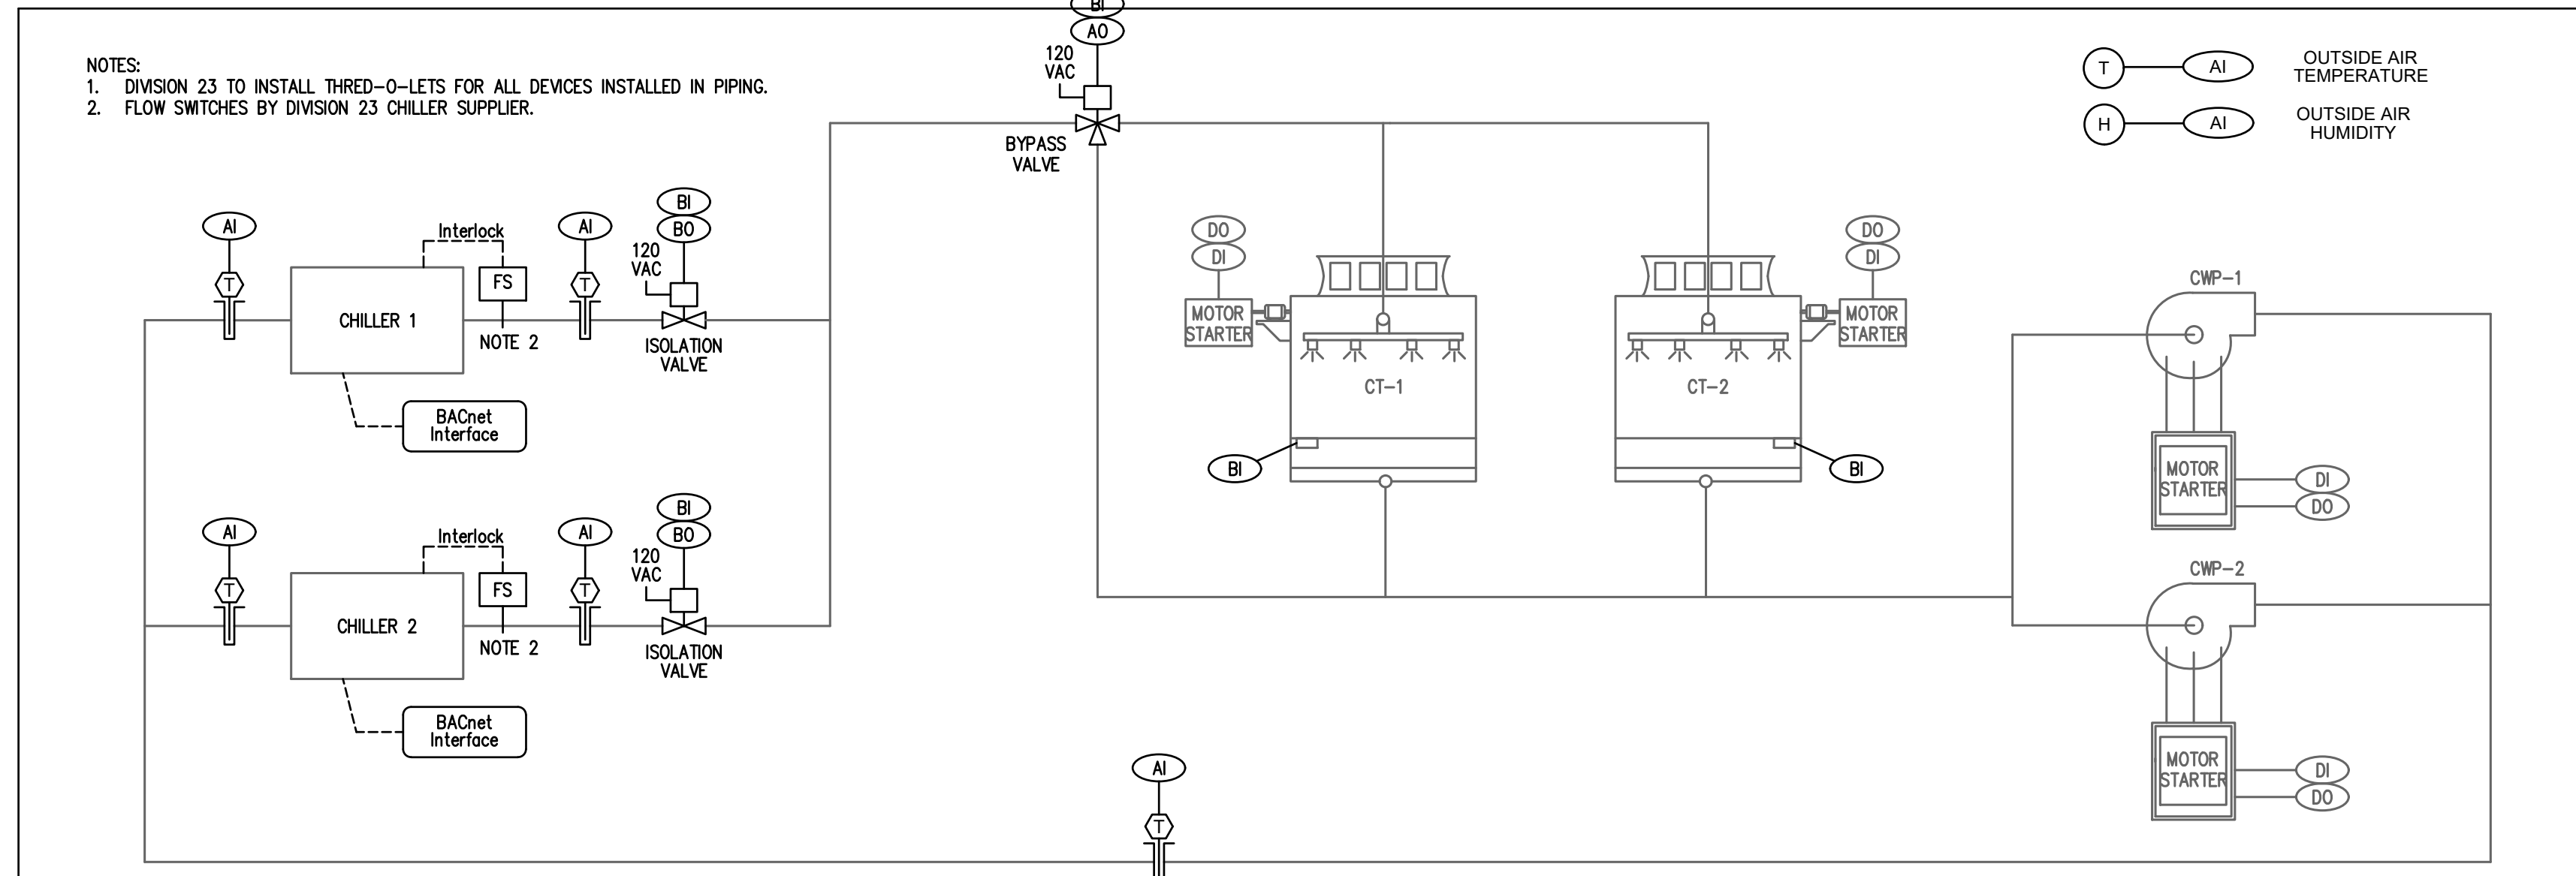 BI
AO
120
VAC
BYPASS
VALVE
NOTES:
1. DIVISION 23 TO INSTALL THRED-O-LETS FOR ALL DEVICES INSTALLED IN PIPING.
2. FLOW SWITCHES BY DIVISION 23 CHILLER SUPPLIER.
T
AI
OUTSIDE AIR
TEMPERATURE
H
AI
OUTSIDE AIR
HUMIDITY
AI
T
CHILLER 1
Interlock
FS
NOTE 2
AI
T
BI
BO
120
VAC
ISOLATION
VALVE
BACnet
Interface
DO
DI
MOTOR
STARTER
CT-1
BI
CT-2
DO
DI
MOTOR
STARTER
BI
CWP-1
MOTOR
STARTER
DI
DO
AI
T
CHILLER 2
Interlock
FS
NOTE 2
AI
T
BI
BO
120
VAC
ISOLATION
VALVE
BACnet
Interface
CWP-2
MOTOR
STARTER
DI
DO
AI
T